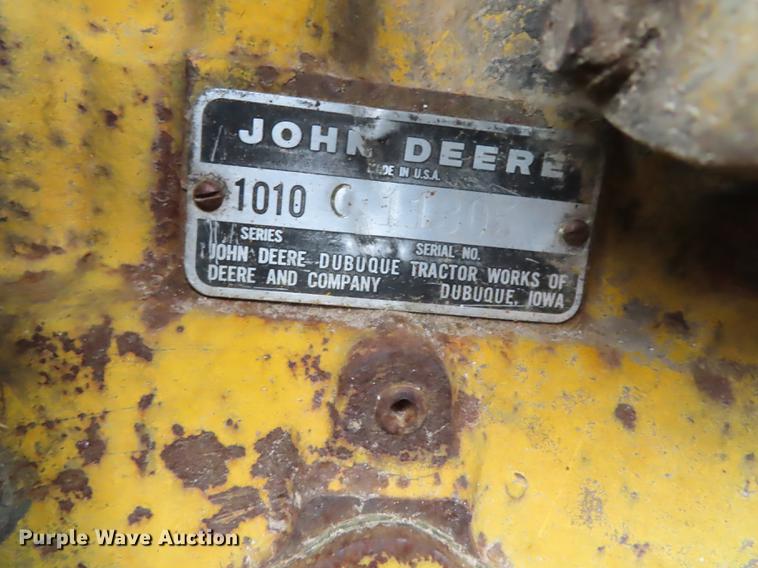 JOHN DEERE
MADE IN U.S.A.
1010 C
SERIES SERIAL NO.
JOHN DEERE DUBUQUE TRACTOR WORKS OF
DEERE AND COMPANY DUBUQUE, IOWA
Purple Wave Auction